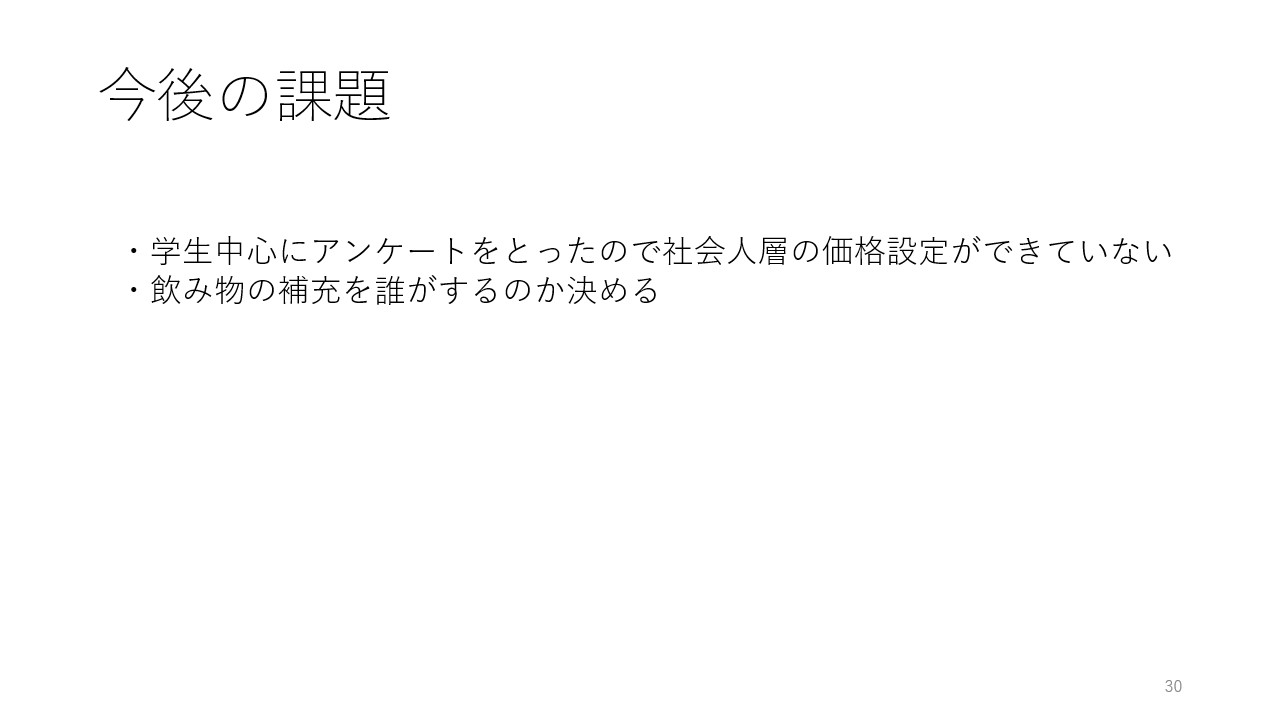 今後の課題
・学生中心にアンケートをとったので社会人層の価格設定ができていない
・飲み物の補充を誰がするのか決める
30